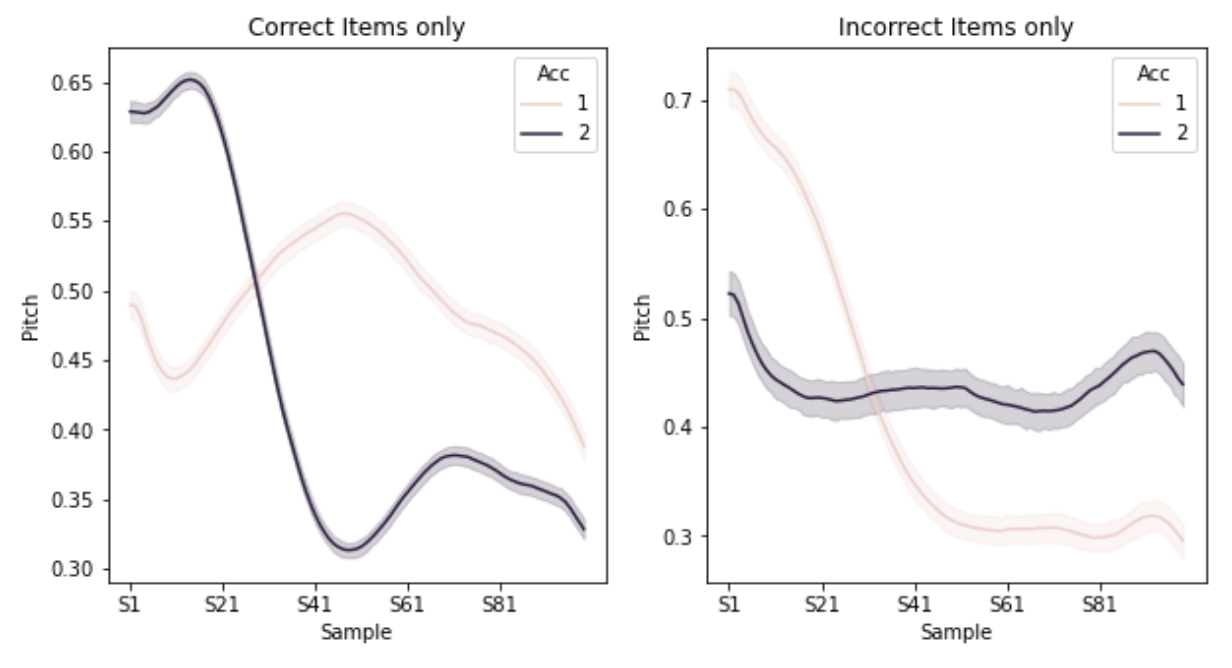 Correct Items only
Acc
1
2
0.65
0.60
0.55
0.50
0.45
0.40
0.35
0.30
Pitch
S1 S21 S41 S61 S81
Sample
Incorrect Items only
Acc
1
2
0.7
0.6
0.5
0.4
0.3
Pitch
S1 S21 S41 S61 S81
Sample